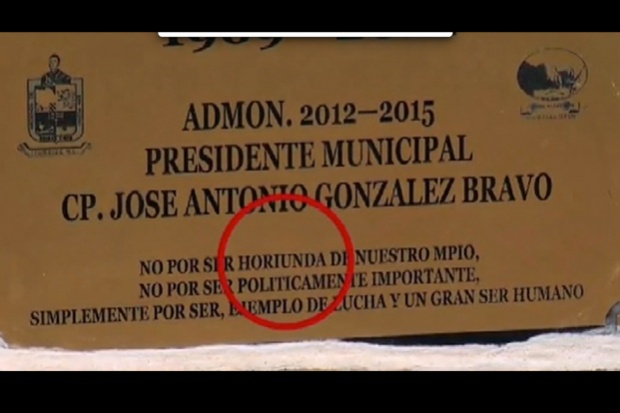 ADMON. 2012–2015
PRESIDENTE MUNICIPAL
CP. JOSE ANTONIO GONZALEZ BRAVO
NO POR SER HORIUNDA DE NUESTRO MPIO,
NO POR SER POLITICAMENTE IMPORTANTE,
SIMPLEMENTE POR SER, EJEMPLO DE LUCHA Y UN GRAN SER HUMANO